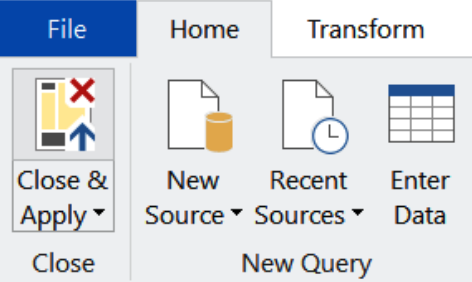 File Home Transform
Close & Apply
New Source
Recent Sources
Enter Data
Close
New Query